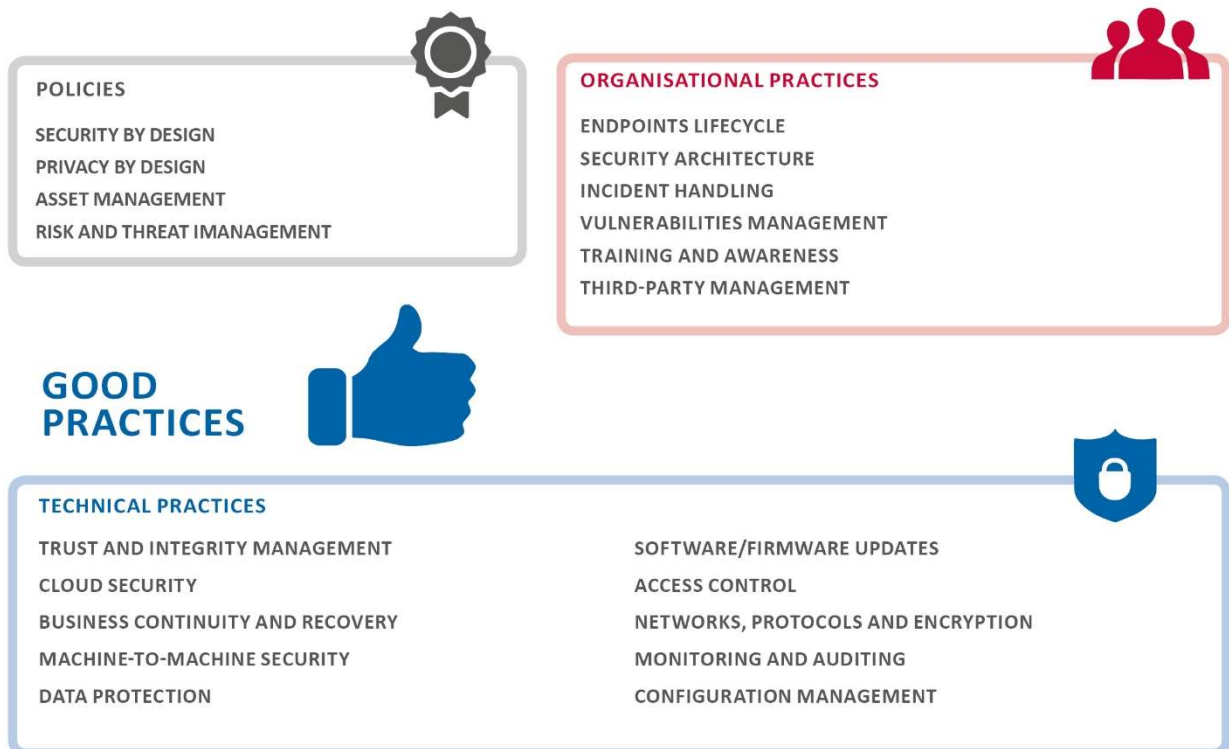 POLICIES
SECURITY BY DESIGN
PRIVACY BY DESIGN
ASSET MANAGEMENT
RISK AND THREAT IMANAGEMENT
ORGANISATIONAL PRACTICES
ENDPOINTS LIFECYCLE
SECURITY ARCHITECTURE
INCIDENT HANDLING
VULNERABILITIES MANAGEMENT
TRAINING AND AWARENESS
THIRD-PARTY MANAGEMENT
GOOD
PRACTICES
TECHNICAL PRACTICES
TRUST AND INTEGRITY MANAGEMENT
CLOUD SECURITY
BUSINESS CONTINUITY AND RECOVERY
MACHINE-TO-MACHINE SECURITY
DATA PROTECTION
SOFTWARE/FIRMWARE UPDATES
ACCESS CONTROL
NETWORKS, PROTOCOLS AND ENCRYPTION
MONITORING AND AUDITING
CONFIGURATION MANAGEMENT